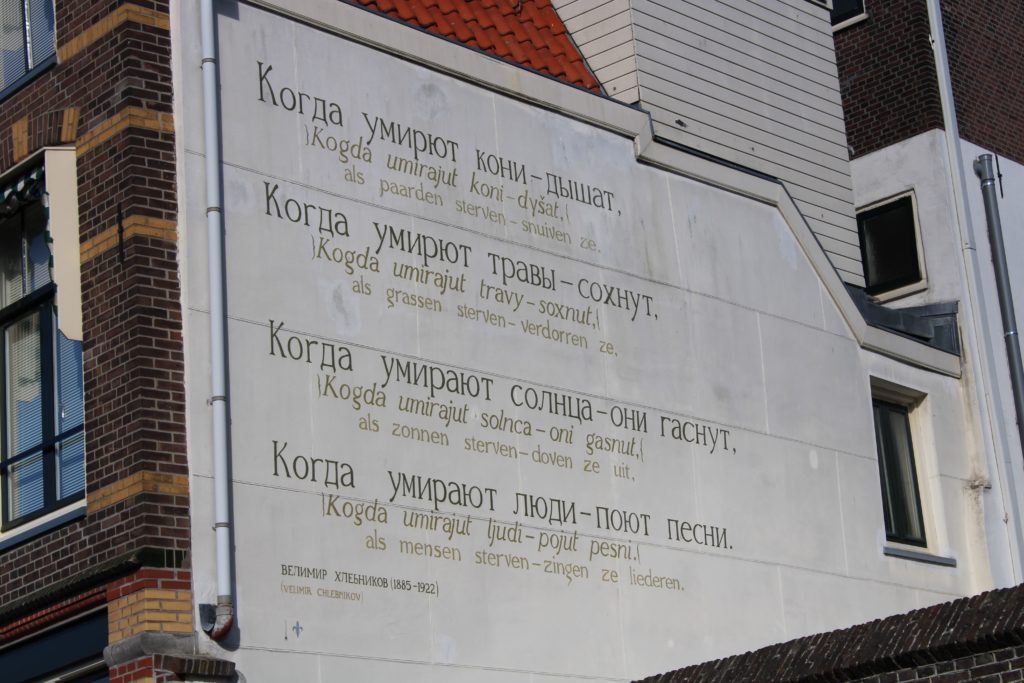 Когда умирют кони – дышат,
)Kogda umirajut koni - dyšat,(
als paarden sterven - snuiven ze.
Когда умирют травы – сохнут,
)Kogda umirajut travy - soxnut,(
als grassen sterven - verdorren ze,
Когда умирают солнца – они гаснут,
)Kogda umirajut solnca - oni gasnut,(
als zonnen sterven - doven ze uit,
Когда умирают люди – поют песни.
)Kogda umirajut ljudi - pojut pesni.(
als mensen sterven - zingen ze liederen.
ВЕЛИМИР ХЛЕБНИКОВ (1885 - 1922)
(VELIMIR CHLEBNIKOV)